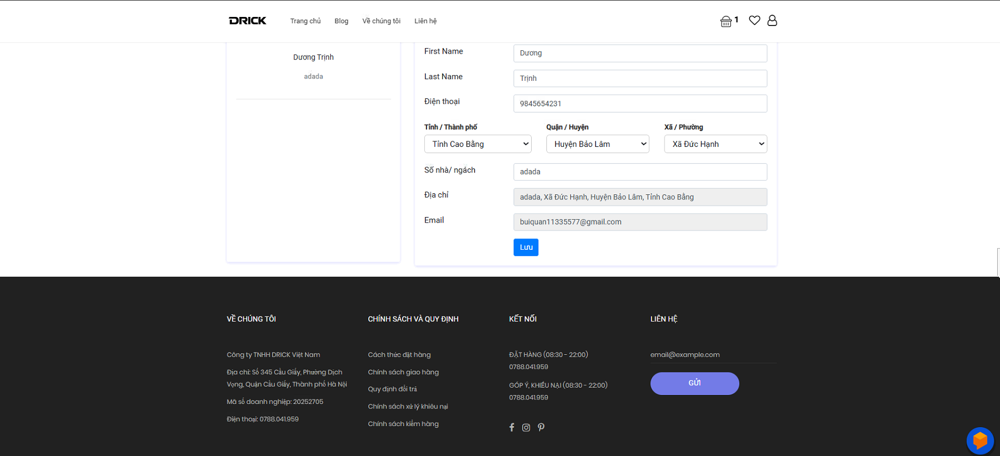 DRICK
Trang chủ Blog Về chúng tôi Liên hệ 1
Dương Trịnh
adada
First Name Dương
Last Name Trịnh
Điện thoại 9845654231
Tỉnh / Thành phố Quận / Huyện Xã / Phường
Tỉnh Cao Bằng Huyện Bảo Lâm Xã Đức Hạnh
Số nhà/ ngách adada
Địa chỉ adada, Xã Đức Hạnh, Huyện Bảo Lâm, Tỉnh Cao Bằng
Email buiquan11335577@gmail.com
Lưu
VỀ CHÚNG TÔI
Công ty TNHH DRICK Việt Nam
Địa chỉ: Số 345 Cầu Giấy, Phường Dịch
Vọng, Quận Cầu Giấy, Thành phố Hà Nội
Mã số doanh nghiệp: 20252705
Điện thoại: 0788.041.959
CHÍNH SÁCH VÀ QUY ĐỊNH
Cách thức đặt hàng
Chính sách giao hàng
Quy định đổi trả
Chính sách xử lý khiếu nại
Chính sách kiểm hàng
KẾT NỐI
ĐẶT HÀNG (08:30 - 22:00)
0788.041.959
GÓP Ý, KHIẾU NẠI (08:30 - 22:00)
0788.041.959
LIÊN HỆ
email@example.com
GỬI